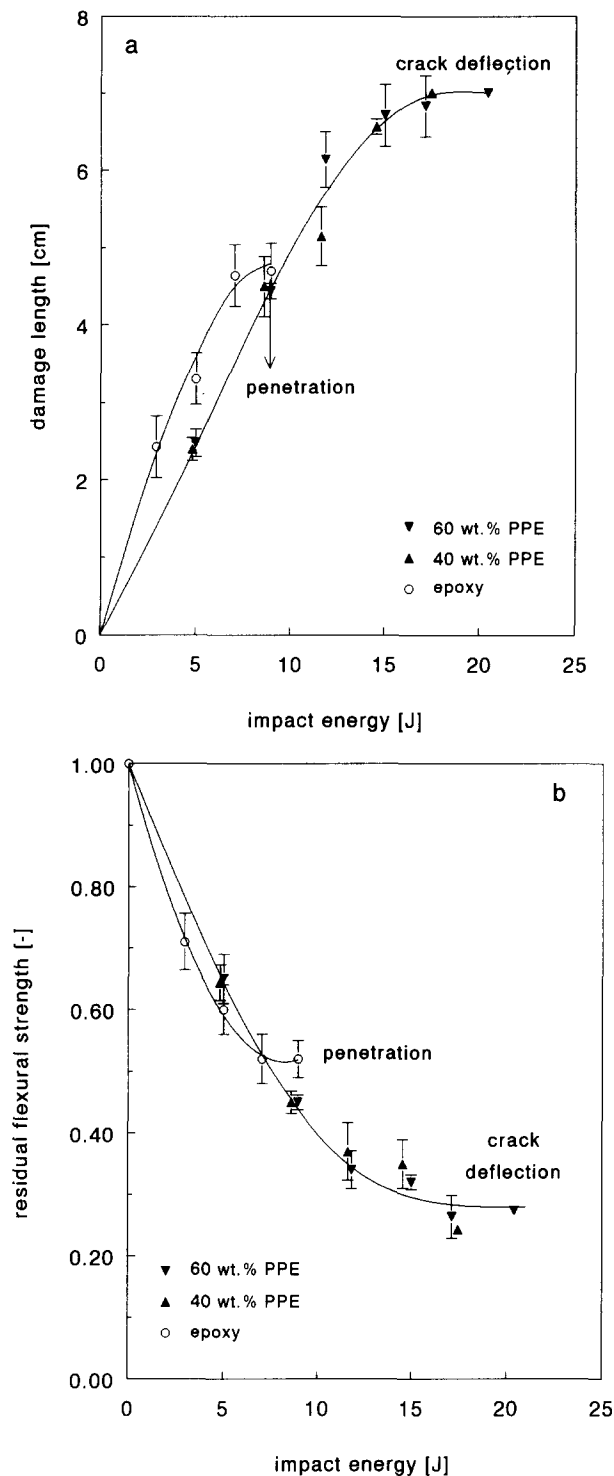 a
8
6
4
2
0
damage length [cm]
crack deflection
penetration
▼ 60 wt.% PPE
▲ 40 wt.% PPE
○ epoxy
0 5 10 15 20 25
impact energy [J]
b
1.00
0.80
0.60
0.40
0.20
0.00
residual flexural strength [-]
penetration
crack
deflection
▼ 60 wt.% PPE
▲ 40 wt.% PPE
○ epoxy
0 5 10 15 20 25
impact energy [J]